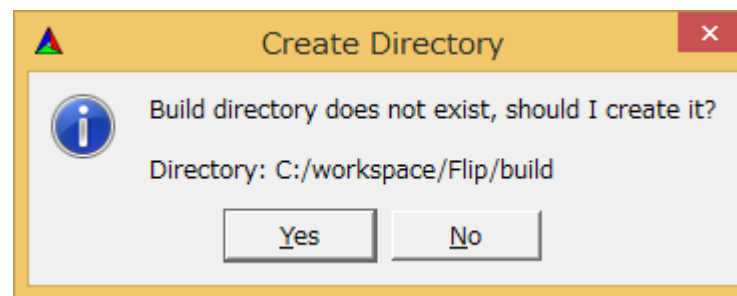 Create Directory
Build directory does not exist, should I create it?
Directory: C:/workspace/Flip/build
Yes
No